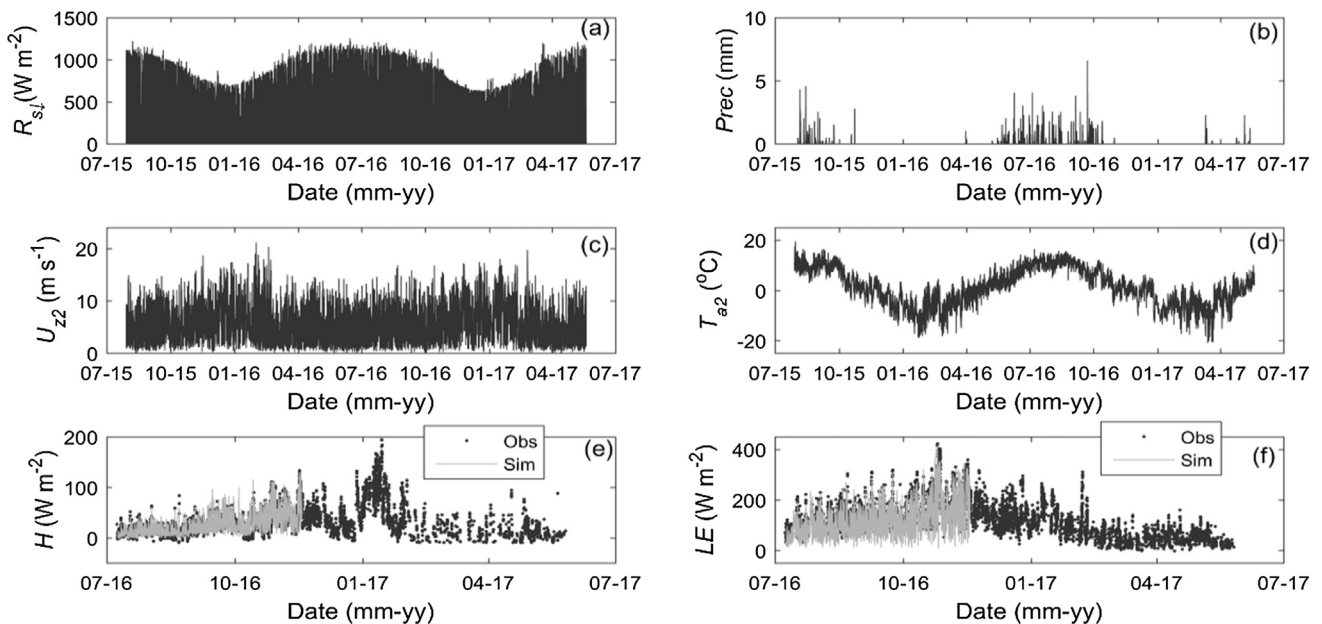 (a)
R_{s↓} (W m^{-2})
1500
1000
500
0
07-15 10-15 01-16 04-16 07-16 10-16 01-17 04-17 07-17
Date (mm-yy)
(b)
Prec (mm)
10
5
0
07-15 10-15 01-16 04-16 07-16 10-16 01-17 04-17 07-17
Date (mm-yy)
(c)
U_{z2} (m s^{-1})
20
10
0
07-15 10-15 01-16 04-16 07-16 10-16 01-17 04-17 07-17
Date (mm-yy)
(d)
T_{a2} (^{o}C)
20
0
-20
07-15 10-15 01-16 04-16 07-16 10-16 01-17 04-17 07-17
Date (mm-yy)
(e)
Obs
Sim
H (W m^{-2})
200
100
0
07-16 10-16 01-17 04-17 07-17
Date (mm-yy)
(f)
Obs
Sim
LE (W m^{-2})
400
200
0
07-16 10-16 01-17 04-17 07-17
Date (mm-yy)